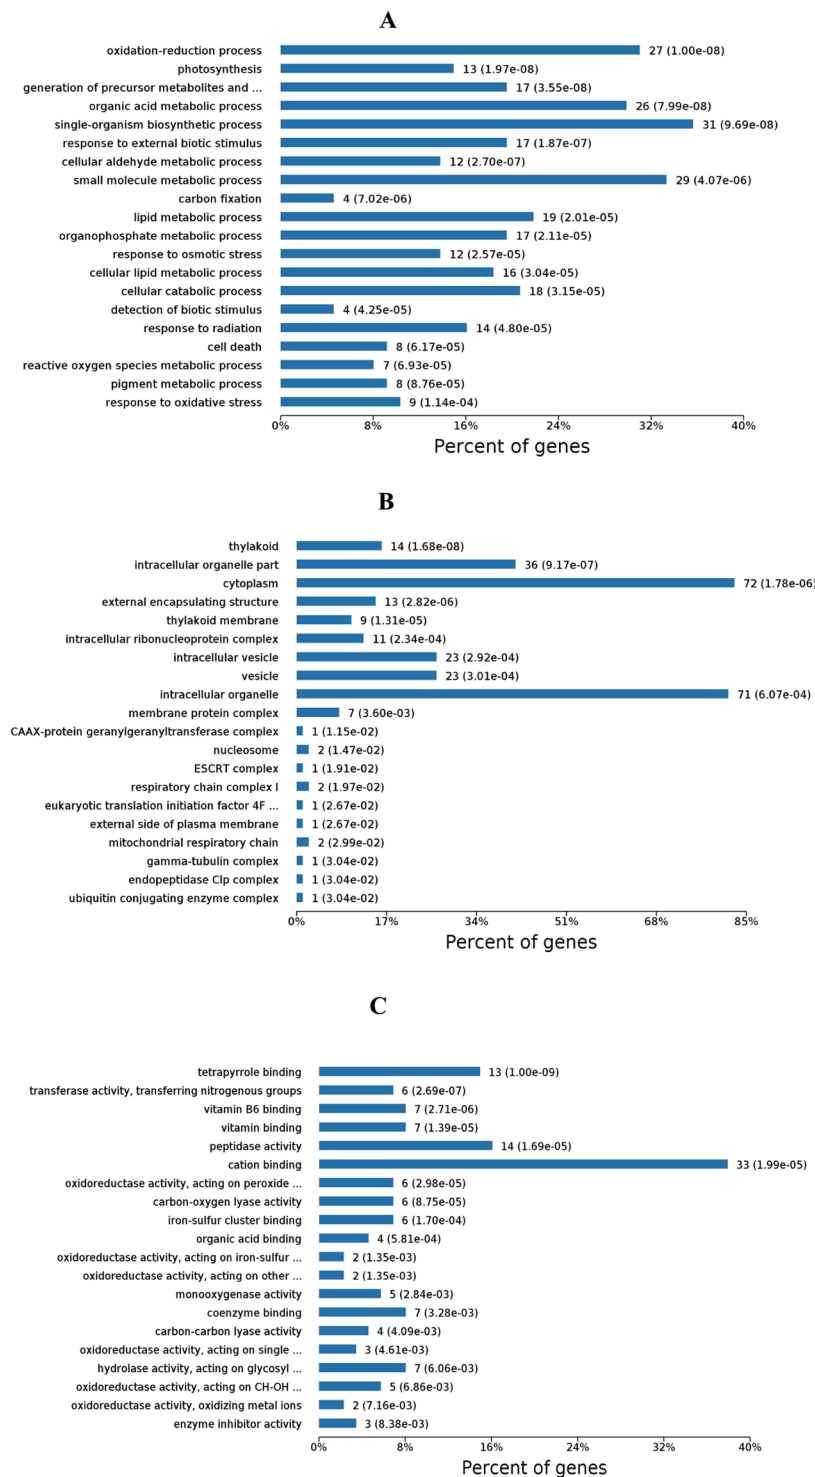 A
oxidation-reduction process 27 (1.00e-08)
photosynthesis 13 (1.97e-08)
generation of precursor metabolites and ... 17 (3.55e-08)
organic acid metabolic process 26 (7.99e-08)
single-organism biosynthetic process 31 (9.69e-08)
response to external biotic stimulus 17 (1.87e-07)
cellular aldehyde metabolic process 12 (2.70e-07)
small molecule metabolic process 29 (4.07e-06)
carbon fixation 4 (7.02e-06)
lipid metabolic process 19 (2.01e-05)
organophosphate metabolic process 17 (2.11e-05)
response to osmotic stress 12 (2.57e-05)
cellular lipid metabolic process 16 (3.04e-05)
cellular catabolic process 18 (3.15e-05)
detection of biotic stimulus 4 (4.25e-05)
response to radiation 14 (4.80e-05)
cell death 8 (6.17e-05)
reactive oxygen species metabolic process 7 (6.93e-05)
pigment metabolic process 8 (8.76e-05)
response to oxidative stress 9 (1.14e-04)
0% 8% 16% 24% 32% 40%
Percent of genes
B
thylakoid 14 (1.68e-08)
intracellular organelle part 36 (9.17e-07)
cytoplasm 72 (1.78e-06)
external encapsulating structure 13 (2.82e-06)
thylakoid membrane 9 (1.31e-05)
intracellular ribonucleoprotein complex 11 (2.34e-04)
intracellular vesicle 23 (2.92e-04)
vesicle 23 (3.01e-04)
intracellular organelle 71 (6.07e-04)
membrane protein complex 7 (3.60e-03)
CAAX-protein geranylgeranyltransferase complex 1 (1.15e-02)
nucleosome 2 (1.47e-02)
ESCRT complex 1 (1.91e-02)
respiratory chain complex I 2 (1.97e-02)
eukaryotic translation initiation factor 4F ... 1 (2.67e-02)
external side of plasma membrane 1 (2.67e-02)
mitochondrial respiratory chain 2 (2.99e-02)
gamma-tubulin complex 1 (3.04e-02)
endopeptidase Clp complex 1 (3.04e-02)
ubiquitin conjugating enzyme complex 1 (3.04e-02)
0% 17% 34% 51% 68% 85%
Percent of genes
C
tetrapyrrole binding 13 (1.00e-09)
transferase activity, transferring nitrogenous groups 6 (2.69e-07)
vitamin B6 binding 7 (2.71e-06)
vitamin binding 7 (1.39e-05)
peptidase activity 14 (1.69e-05)
cation binding 33 (1.99e-05)
oxidoreductase activity, acting on peroxide ... 6 (2.98e-05)
carbon-oxygen lyase activity 6 (8.75e-05)
iron-sulfur cluster binding 6 (1.70e-04)
organic acid binding 4 (5.81e-04)
oxidoreductase activity, acting on iron-sulfur ... 2 (1.35e-03)
oxidoreductase activity, acting on other ... 2 (1.35e-03)
monooxygenase activity 5 (2.84e-03)
coenzyme binding 7 (3.28e-03)
carbon-carbon lyase activity 4 (4.09e-03)
oxidoreductase activity, acting on single ... 3 (4.61e-03)
hydrolase activity, acting on glycosyl ... 7 (6.06e-03)
oxidoreductase activity, acting on CH-OH ... 5 (6.86e-03)
oxidoreductase activity, oxidizing metal ions 2 (7.16e-03)
enzyme inhibitor activity 3 (8.38e-03)
0% 8% 16% 24% 32% 40%
Percent of genes